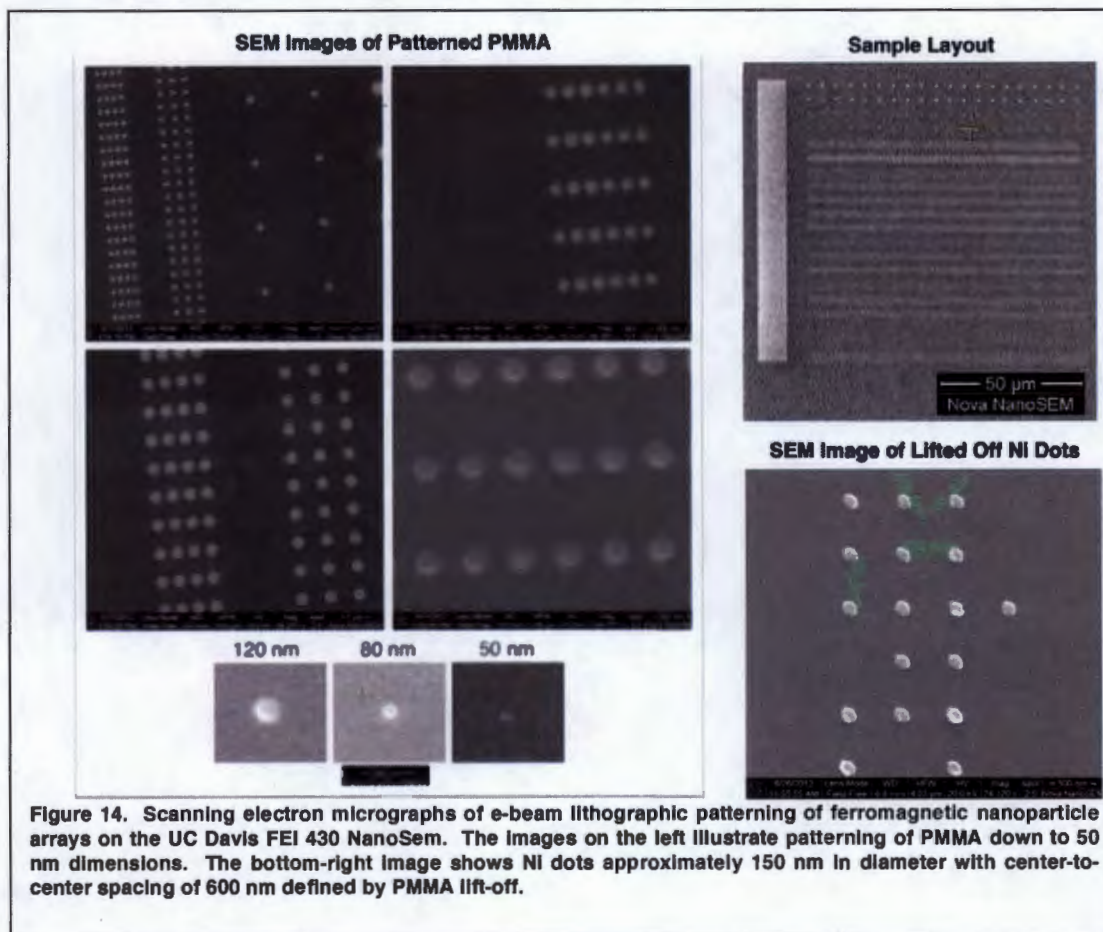 SEM Images of Patterned PMMA
Sample Layout
50 µm
Nova NanoSEM
SEM Image of Lifted Off Ni Dots
120 nm
80 nm
50 nm
Figure 14. Scanning electron micrographs of e-beam lithographic patterning of ferromagnetic nanoparticle
arrays on the UC Davis FEI 430 NanoSem. The images on the left illustrate patterning of PMMA down to 50
nm dimensions. The bottom-right image shows Ni dots approximately 150 nm in diameter with center-to-
center spacing of 600 nm defined by PMMA lift-off.